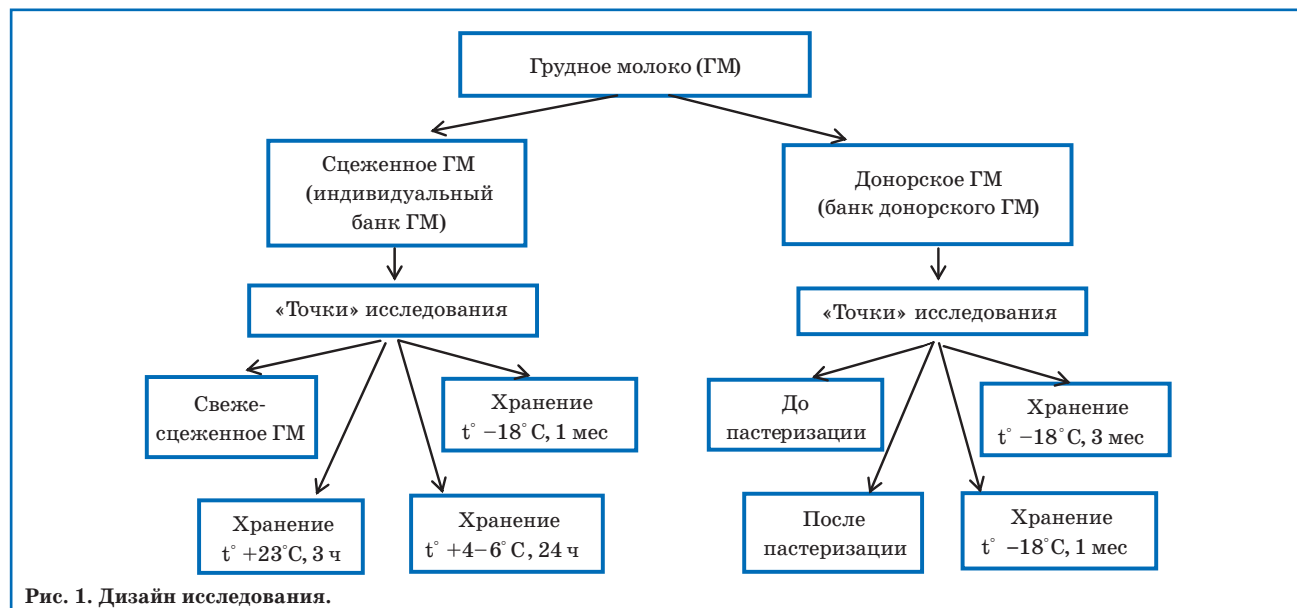 Грудное молоко (ГМ)
Сцеженное ГМ
(индивидуальный
банк ГМ)
Донорское ГМ
(банк донорского ГМ)
«Точки» исследования
«Точки» исследования
Свеже-
сцеженное ГМ
Хранение
t° −18°C, 1 мес
До
пастеризации
Хранение
t° −18°C, 3 мес
Хранение
t° +23°C, 3 ч
Хранение
t° +4−6°C, 24 ч
После
пастеризации
Хранение
t° −18°C, 1 мес
Рис. 1. Дизайн исследования.